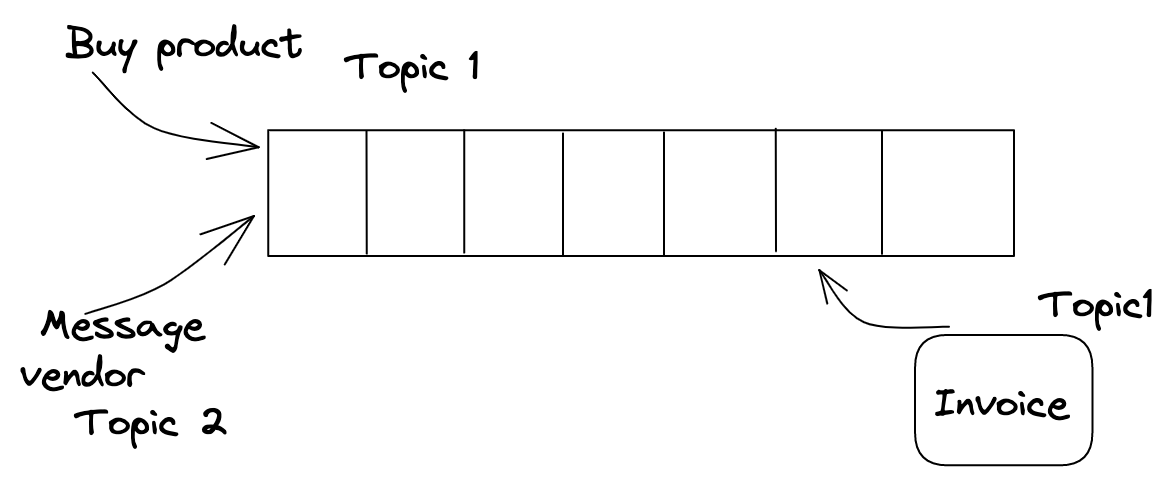 Buy product
Topic 1
Message
vendor
Topic 2
Topic1
Invoice